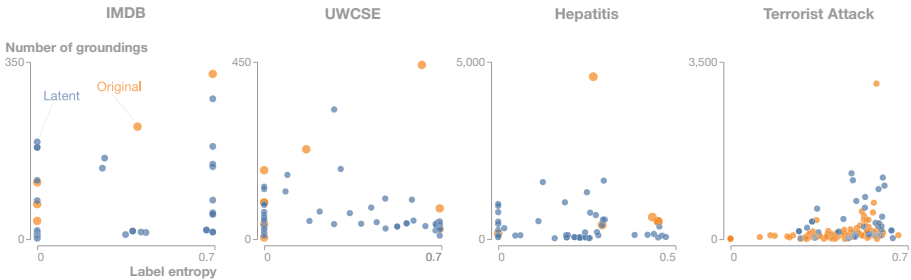 IMDB
UWCSE
Hepatitis
Terrorist Attack
Number of groundings
350
450
5,000
3,500
Latent
Original
0
0
0
0
0
0.7
0
0.7
0
0.5
0
0.7
Label entropy